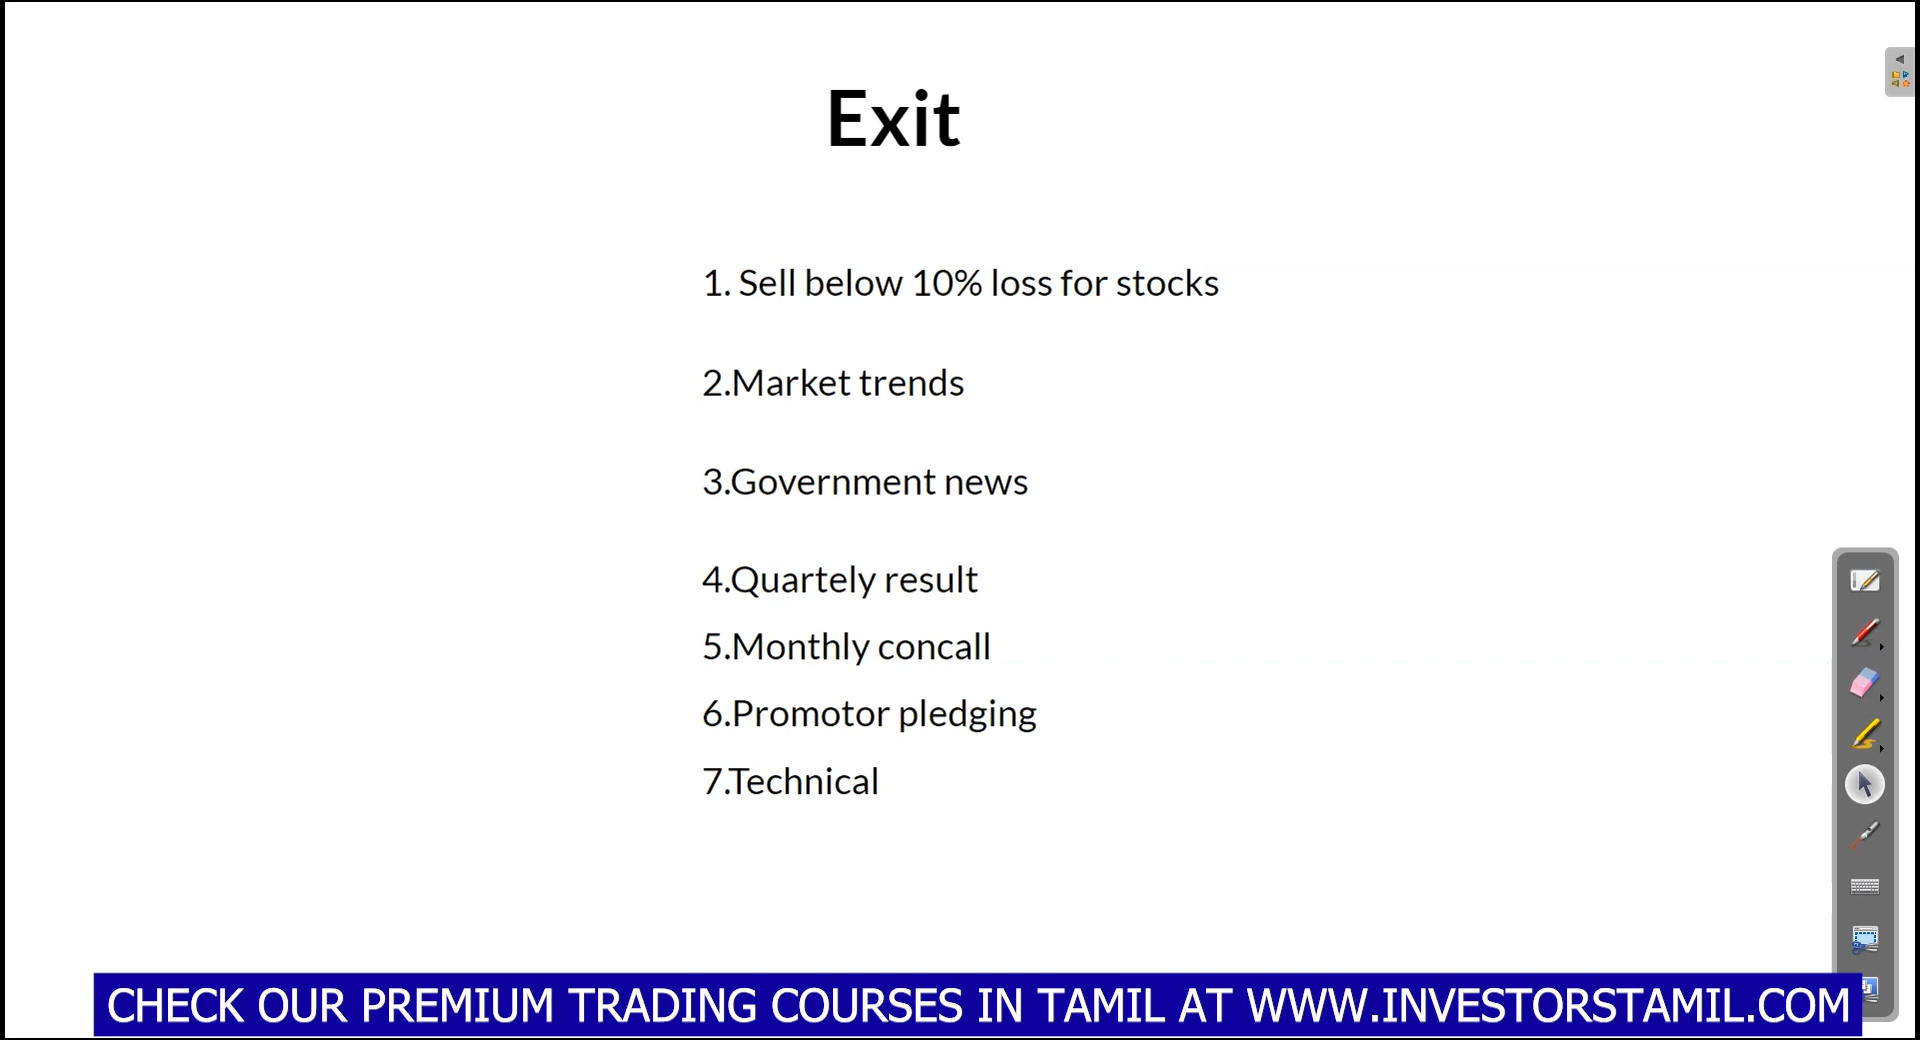 Exit
1. Sell below 10% loss for stocks
2.Market trends
3.Government news
4.Quartely result
5.Monthly concall
6.Promotor pledging
7.Technical
CHECK OUR PREMIUM TRADING COURSES IN TAMIL AT WWW.INVESTORSTAMIL.COM